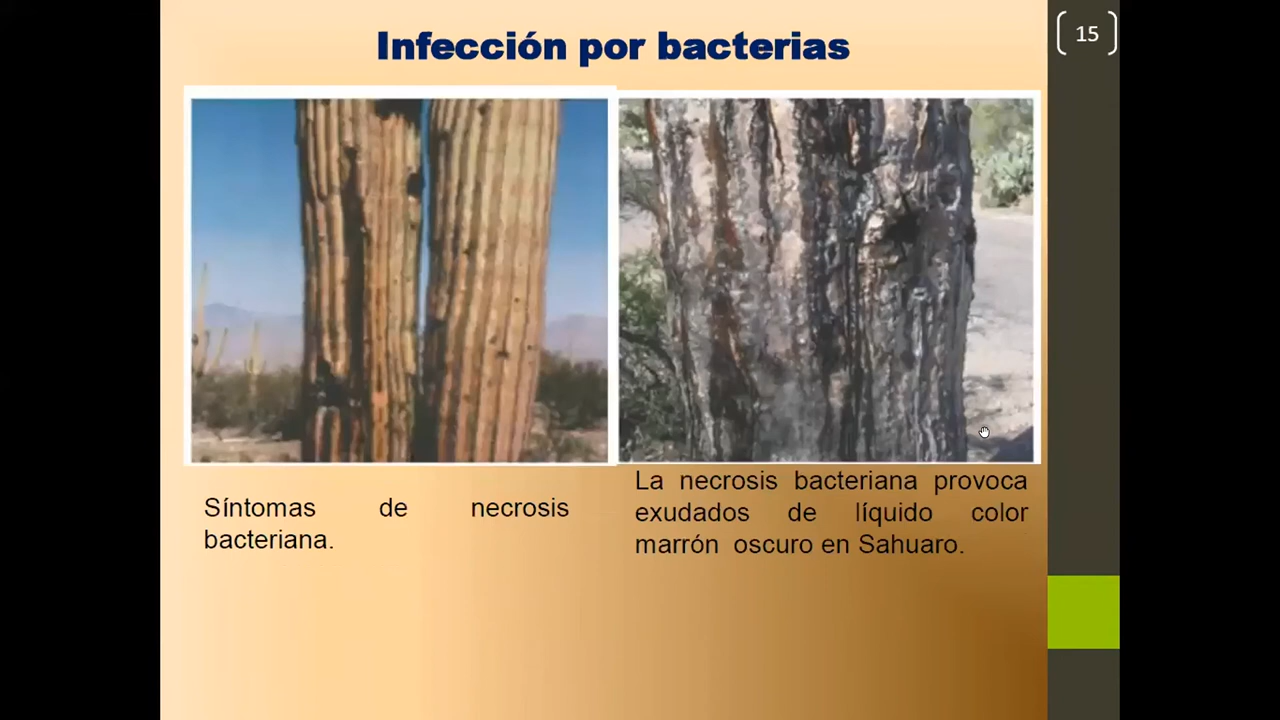 Infección por bacterias
15
Síntomas de necrosis
bacteriana.
La necrosis bacteriana provoca
exudados de líquido color
marrón oscuro en Sahuaro.